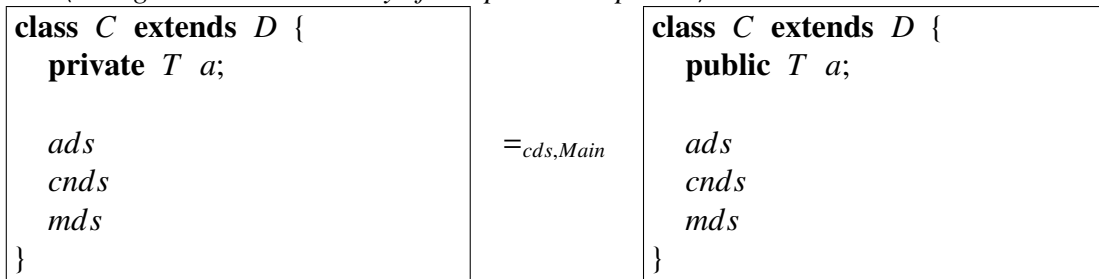 class C extends D {
private T a;
ads
cnds
mds
}
=cds,Main
class C extends D {
public T a;
ads
cnds
mds
}